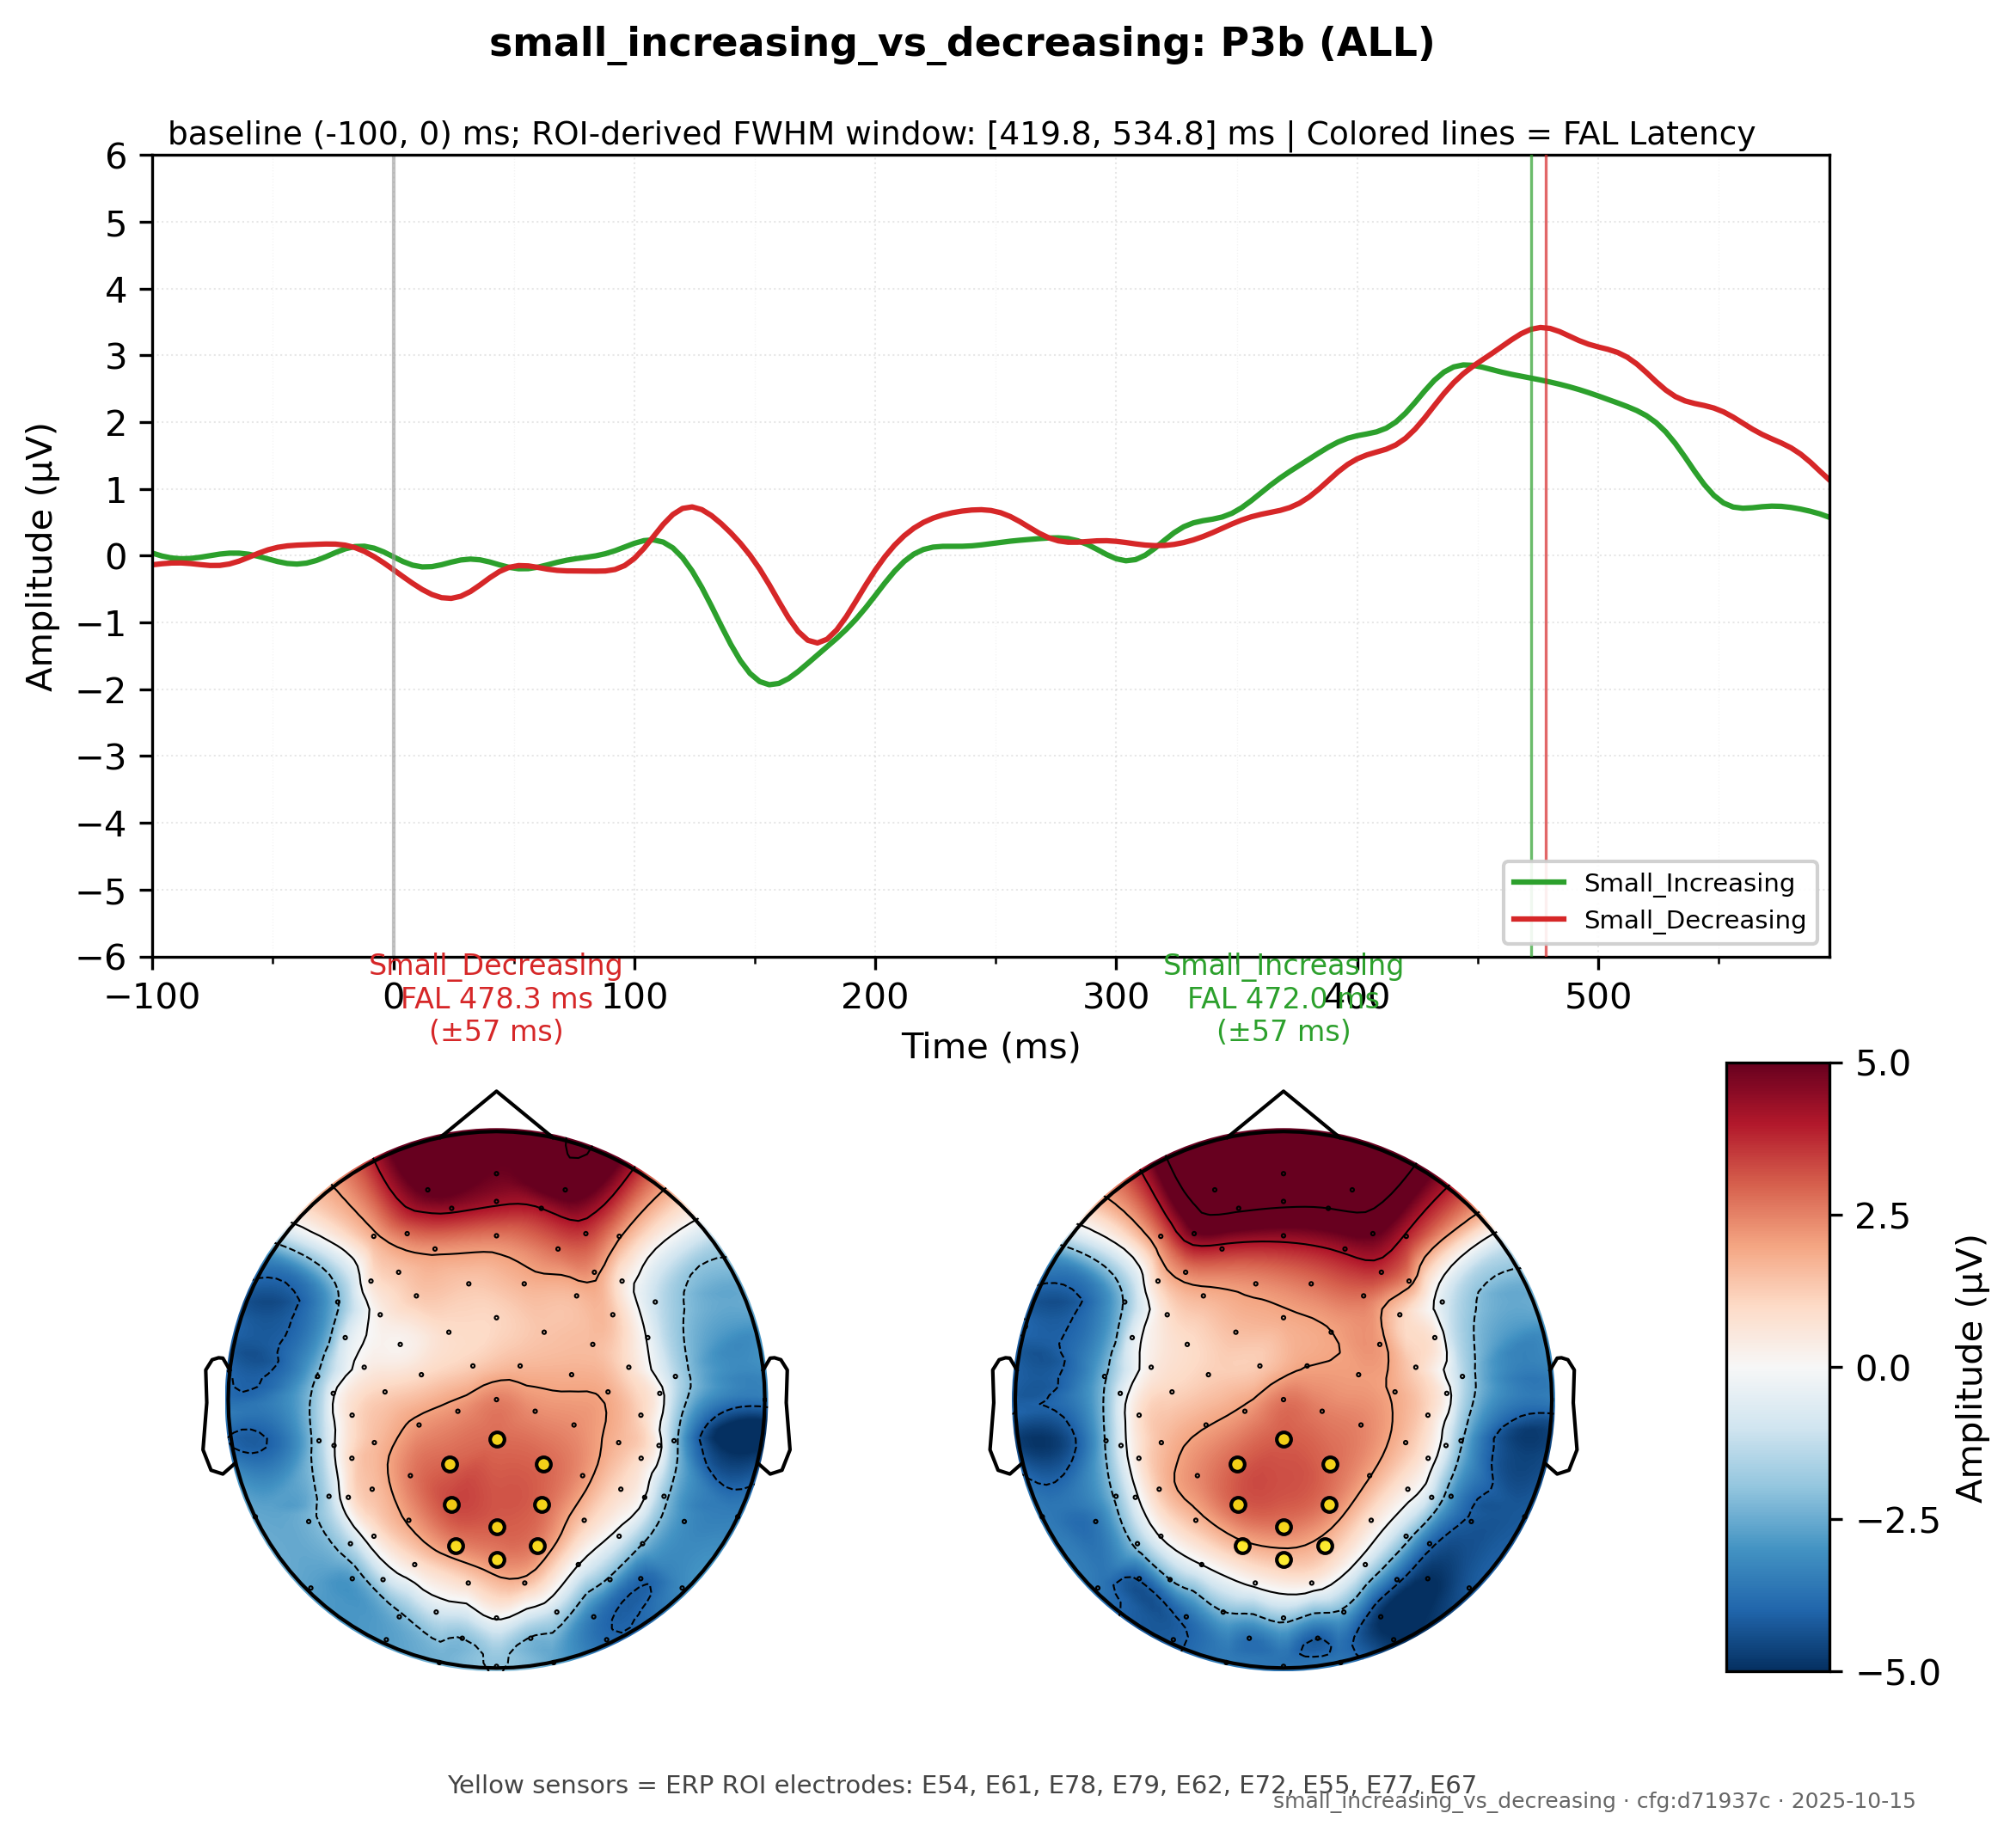 small_increasing_vs_decreasing: P3b (ALL)
baseline (-100, 0) ms; ROI-derived FWHM window: [419.8, 534.8] ms | Colored lines = FAL Latency
Amplitude (µV)
6
5
4
3
2
1
0
−1
−2
−3
−4
−5
−6
Small_Increasing
Small_Decreasing
−100 0 100 200 300 400 500
Time (ms)
Small_Decreasing
FAL 478.3 ms
(±57 ms)
Small_Increasing
FAL 472.0 ms
(±57 ms)
5.0
2.5
0.0
−2.5
−5.0
Amplitude (µV)
Yellow sensors = ERP ROI electrodes: E54, E61, E78, E79, E62, E72, E55, E77, E67
small_increasing_vs_decreasing · cfg:d71937c · 2025-10-15